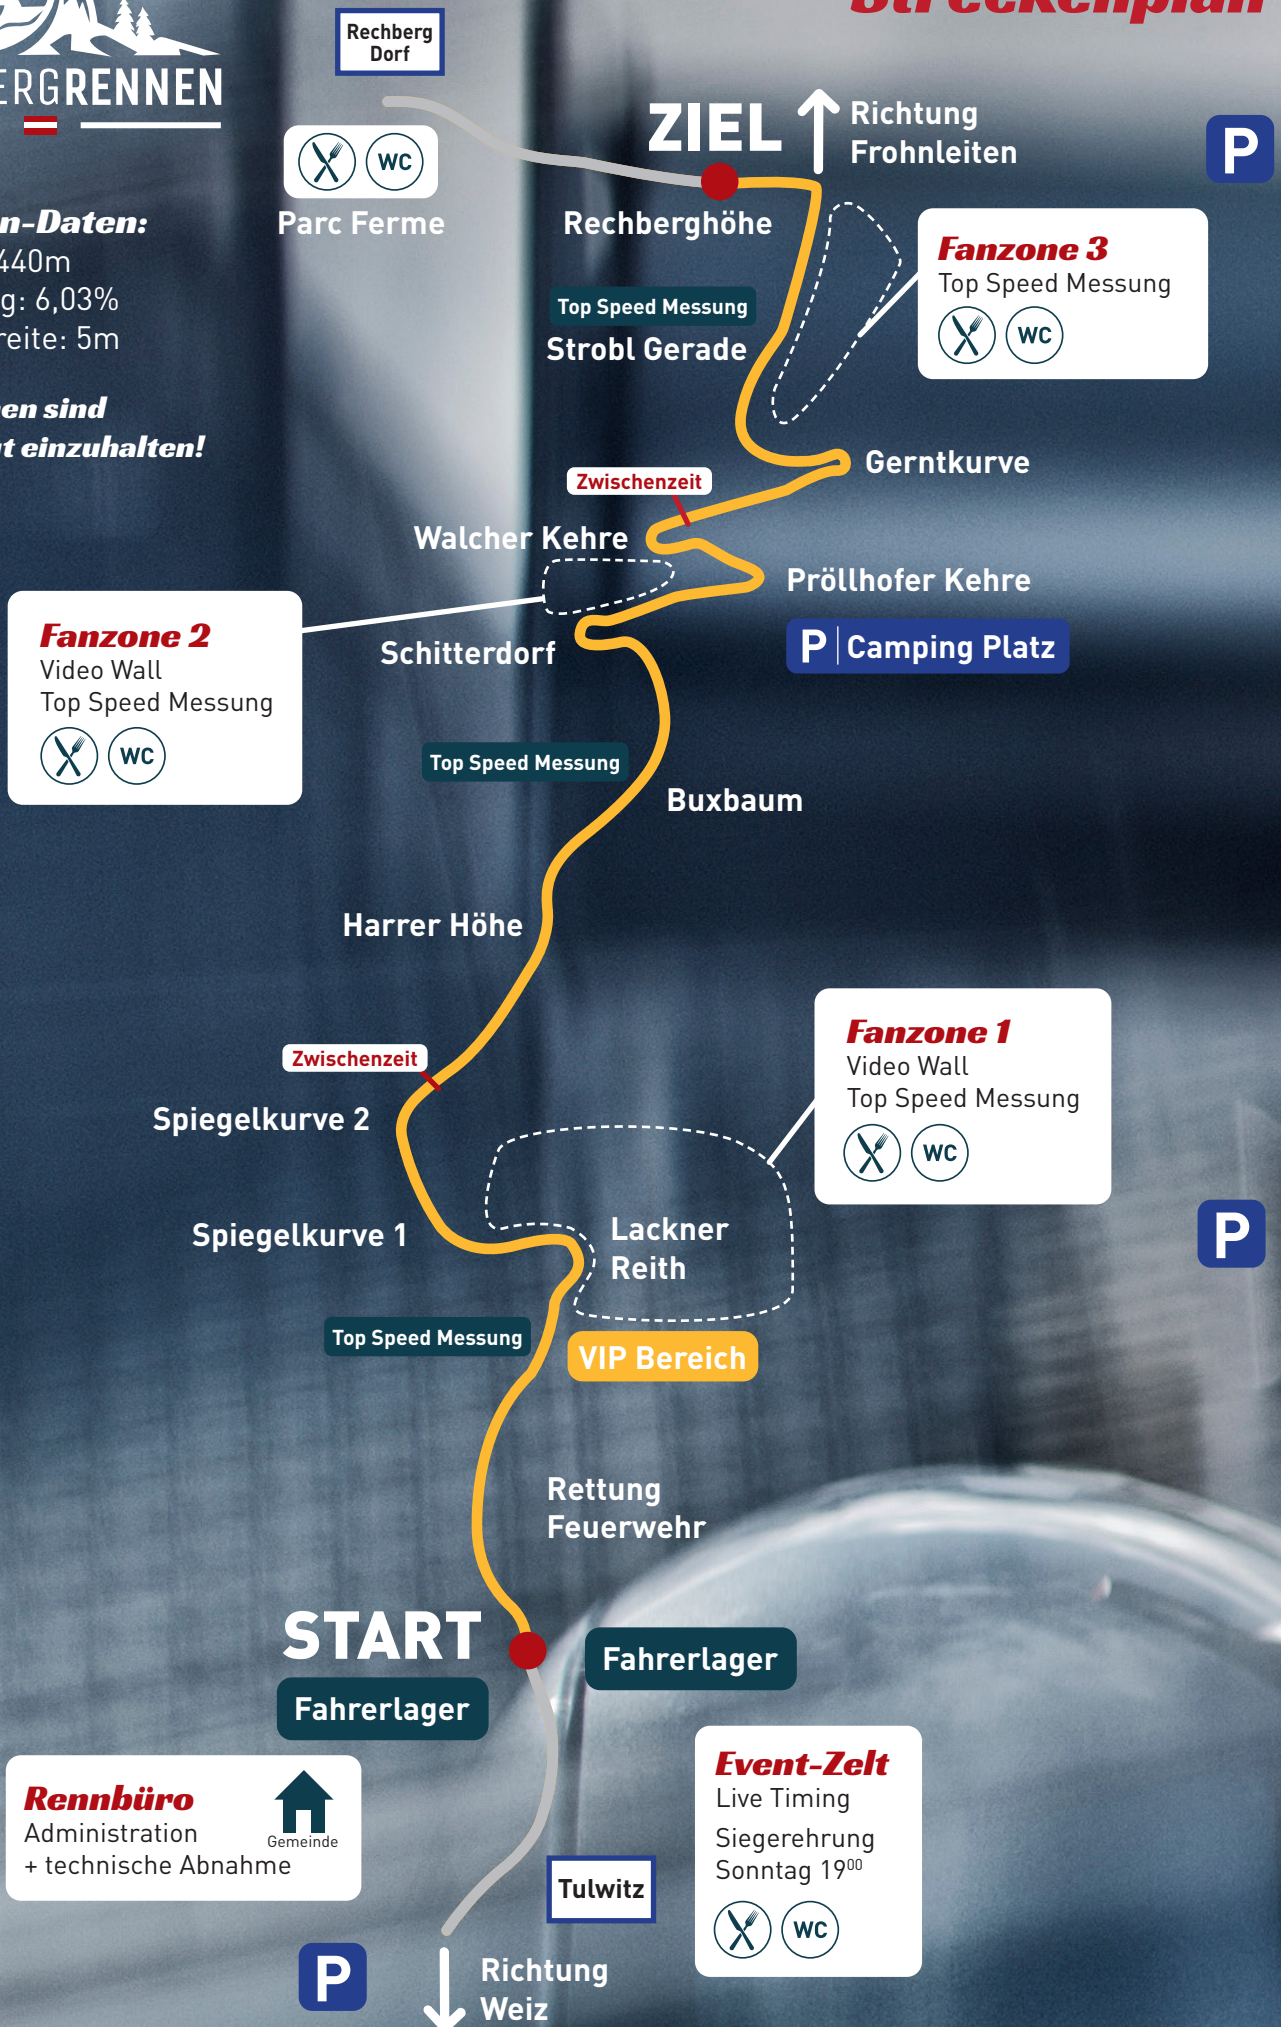 Streckenplan
Rechberg
Dorf
RENNEN
ZIEL
Richtung
Frohnleiten
P
WC
Parc Ferme
Rechberghöhe
n-Daten:
440m
g: 6,03%
reite: 5m
en sind
t einzuhalten!
Fanzone 3
Top Speed Messung
WC
Top Speed Messung
Strobl Gerade
Gerntkurve
Zwischenzeit
Walcher Kehre
Pröllhofer Kehre
P Camping Platz
Fanzone 2
Video Wall
Top Speed Messung
WC
Schitterdorf
Top Speed Messung
Buxbaum
Harrer Höhe
Fanzone 1
Video Wall
Top Speed Messung
WC
Zwischenzeit
Spiegelkurve 2
Spiegelkurve 1
Lackner
Reith
P
Top Speed Messung
VIP Bereich
Rettung
Feuerwehr
START
Fahrerlager
Fahrerlager
Rennbüro
Administration
+ technische Abnahme
Gemeinde
Event-Zelt
Live Timing
Siegerehrung
Sonntag 19⁰⁰
WC
Tulwitz
P
Richtung
Weiz